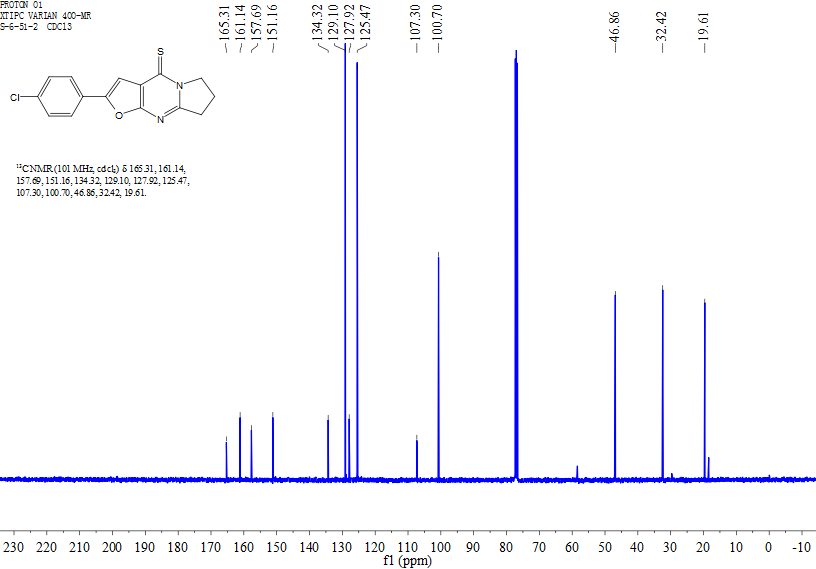 PROTON 01
XTIPC VARIAN 400-MR
S-6-51-2 CDCl3
165.31
161.14
157.69
151.16
134.32
129.10
127.92
125.47
107.30
100.70
46.86
32.42
19.61
S
Cl
N
O
N
¹³C NMR (101 MHz, cdcl₃) δ 165.31, 161.14,
157.69, 151.16, 134.32, 129.10, 127.92, 125.47,
107.30, 100.70, 46.86, 32.42, 19.61.
230 220 210 200 190 180 170 160 150 140 130 120 110 100 90 80 70 60 50 40 30 20 10 0 -10
f1 (ppm)